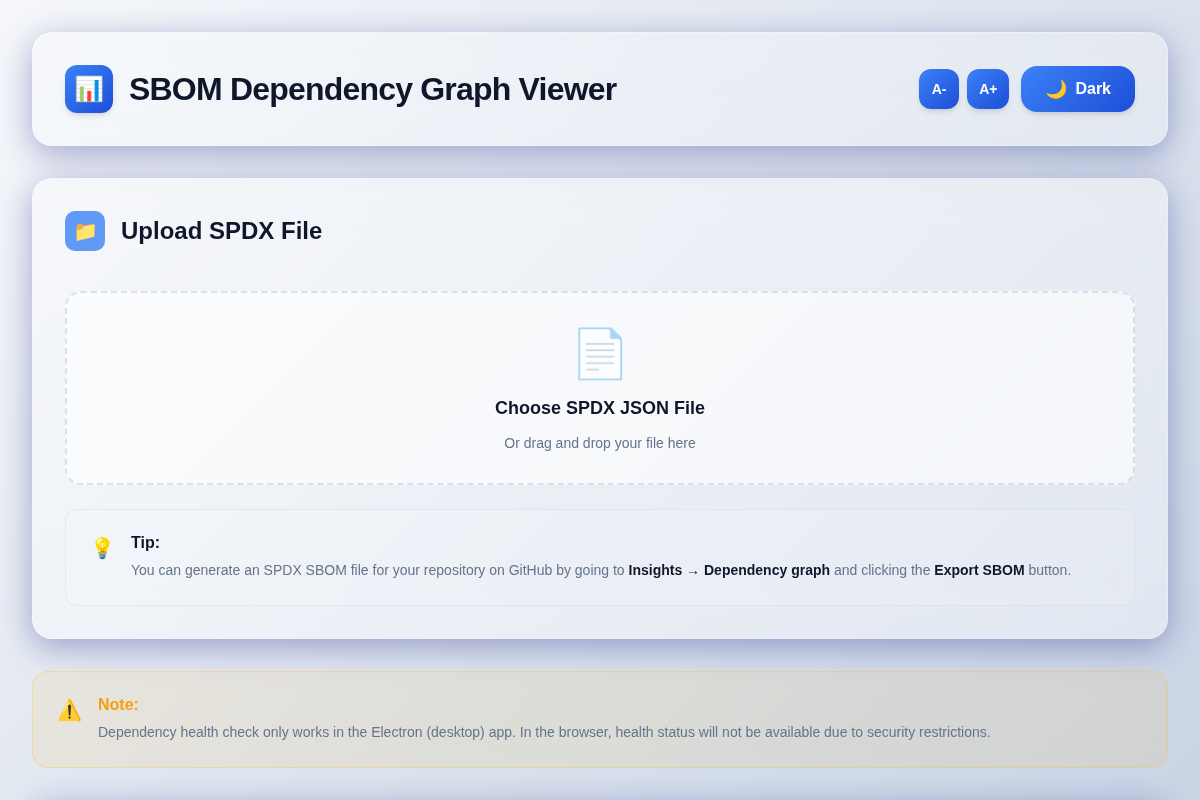 SBOM Dependency Graph Viewer
A-
A+
Dark
Upload SPDX File
Choose SPDX JSON File
Or drag and drop your file here
Tip:
You can generate an SPDX SBOM file for your repository on GitHub by going to Insights → Dependency graph and clicking the Export SBOM button.
Note:
Dependency health check only works in the Electron (desktop) app. In the browser, health status will not be available due to security restrictions.